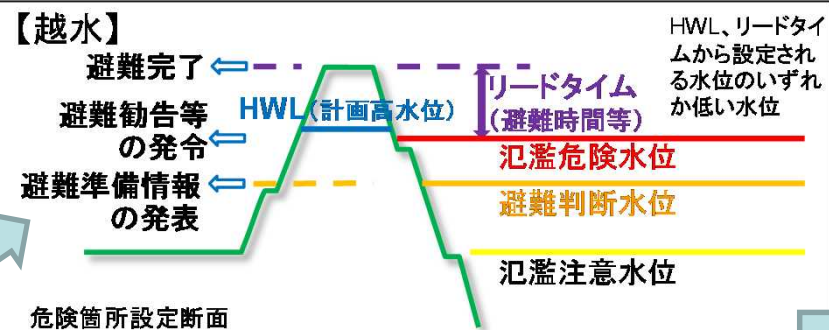 【越水】
避難完了
避難勧告等
の発令
避難準備情報
の発表
HWL(計画高水位)
リードタイム
(避難時間等)
HWL、リードタイ
ムから設定され
る水位のいずれ
か低い水位
氾濫危険水位
避難判断水位
氾濫注意水位
危険箇所設定断面